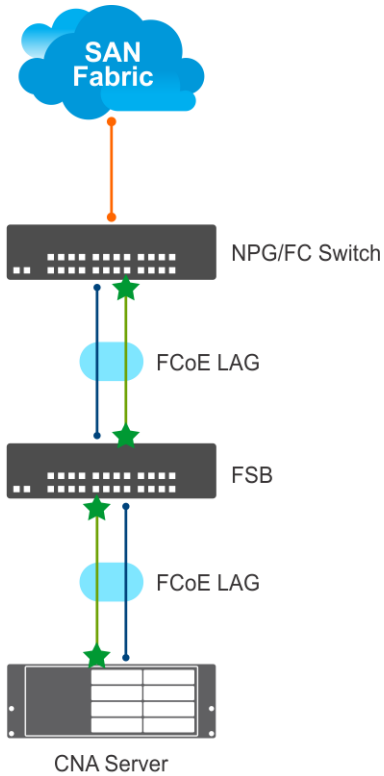 SAN
Fabric
NPG/FC Switch
FCoE LAG
FSB
FCoE LAG
CNA Server